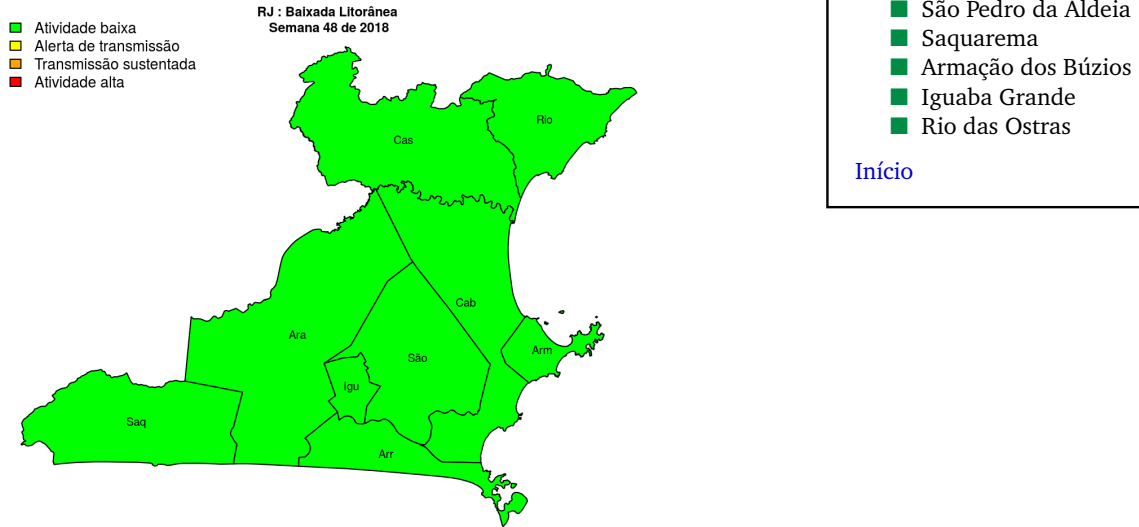 RJ : Baixada Litorânea
Semana 48 de 2018
Atividade baixa
Alerta de transmissão
Transmissão sustentada
Atividade alta
Cas
Rio
Cab
Ara
São
Arm
Igu
Saq
Arr
São Pedro da Aldeia
Saquarema
Armação dos Búzios
Iguaba Grande
Rio das Ostras
Início